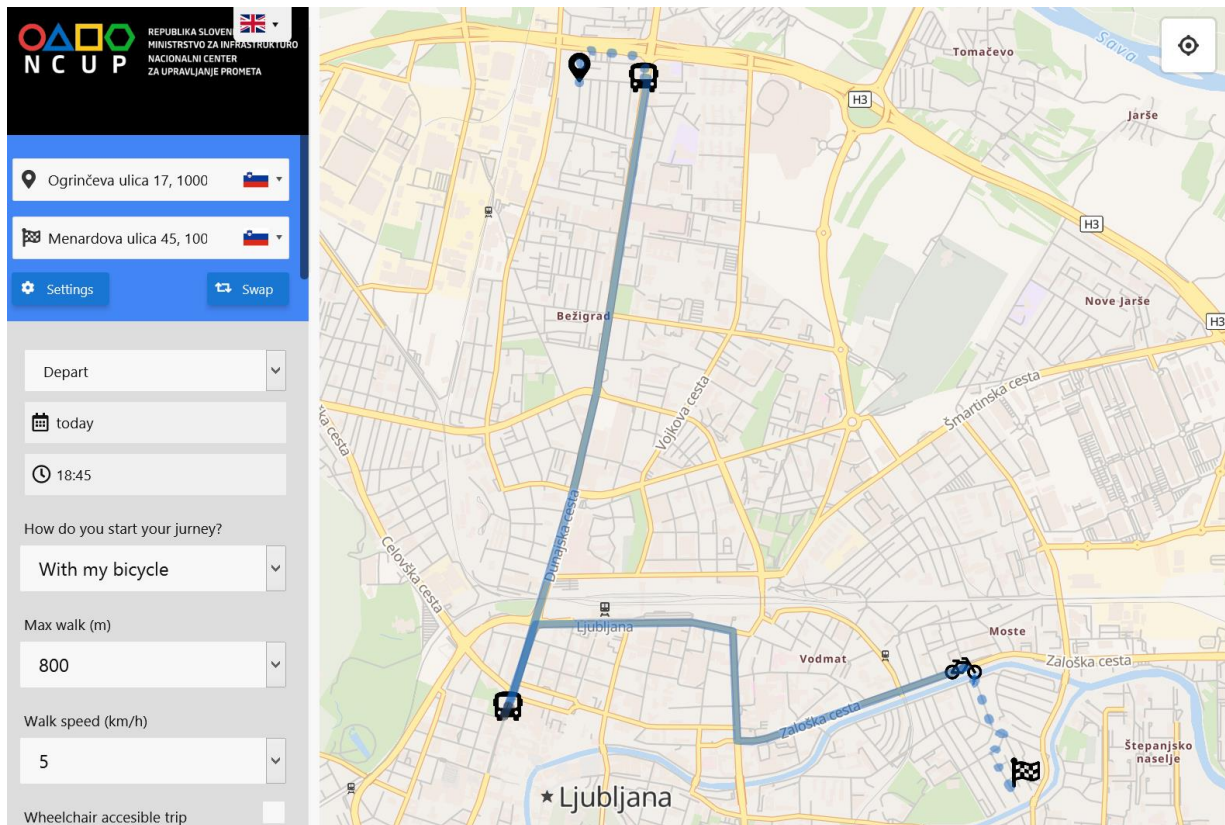 NCUP
REPUBLIKA SLOVEN
MINISTRSTVO ZA INFRASTRUKTURO
NACIONALNI CENTER
ZA UPRAVLJANJE PROMETA
Ogrinčeva ulica 17, 1000
Menardova ulica 45, 100
Settings
Swap
Depart
today
18:45
How do you start your jurney?
With my bicycle
Max walk (m)
800
Walk speed (km/h)
5
Wheelchair accesible trip
Tomačevo
Sava
H3
Jarše
H3
Nove Jarše
H3
Bežigrad
Šmartinska cesta
Vojkova cesta
ka cesta
Dunajska cesta
Celovška cesta
Ljubljana
Moste
Vodmat
Zaloška cesta
Zaloška cesta
Štepanjsko
naselje
Ljubljana